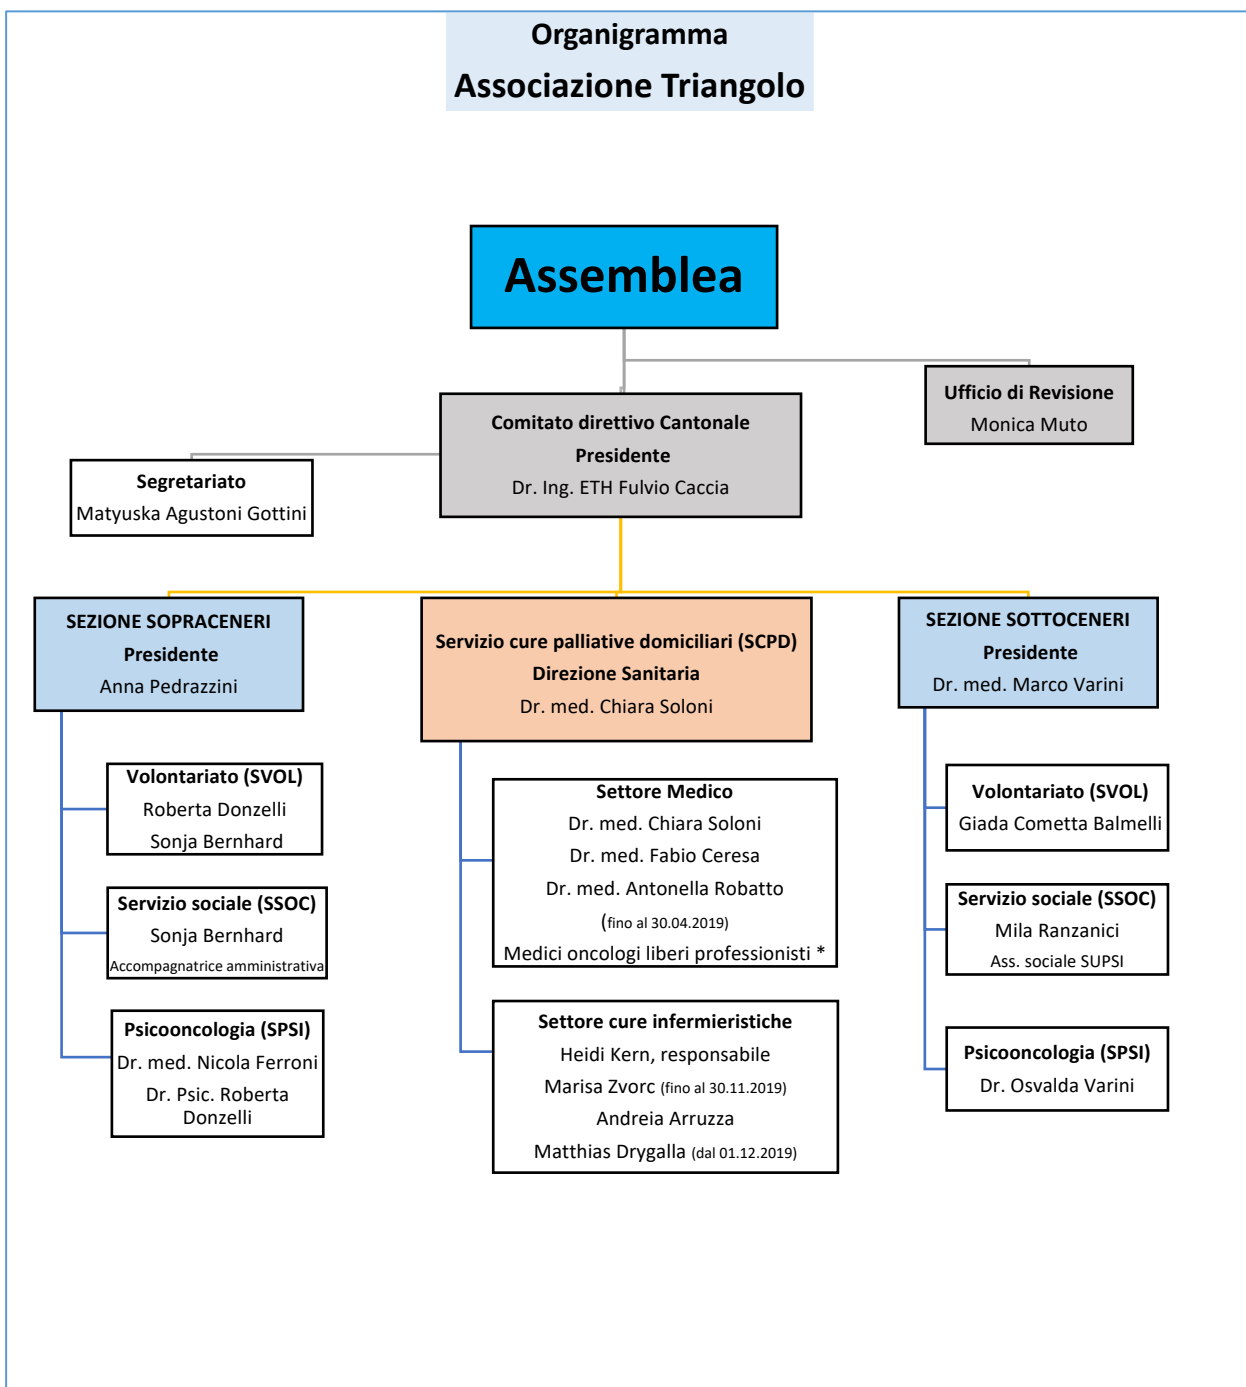 Organigramma
Associazione Triangolo
Assemblea
Ufficio di Revisione
Monica Muto
Comitato direttivo Cantonale
Presidente
Dr. Ing. ETH Fulvio Caccia
Segretariato
Matyuska Agustoni Gottini
SEZIONE SOPRACENERI
Presidente
Anna Pedrazzini
Servizio cure palliative domiciliari (SCPD)
Direzione Sanitaria
Dr. med. Chiara Soloni
SEZIONE SOTTOCENERI
Presidente
Dr. med. Marco Varini
Volontariato (SVOL)
Roberta Donzelli
Sonja Bernhard
Servizio sociale (SSOC)
Sonja Bernhard
Accompagnatrice amministrativa
Psicooncologia (SPSI)
Dr. med. Nicola Ferroni
Dr. Psic. Roberta
Donzelli
Settore Medico
Dr. med. Chiara Soloni
Dr. med. Fabio Ceresa
Dr. med. Antonella Robatto
(fino al 30.04.2019)
Medici oncologi liberi professionisti *
Settore cure infermieristiche
Heidi Kern, responsabile
Marisa Zvorc (fino al 30.11.2019)
Andreia Arruzza
Matthias Drygalla (dal 01.12.2019)
Volontariato (SVOL)
Giada Cometta Balmelli
Servizio sociale (SSOC)
Mila Ranzanici
Ass. sociale SUPSI
Psicooncologia (SPSI)
Dr. Osvalda Varini